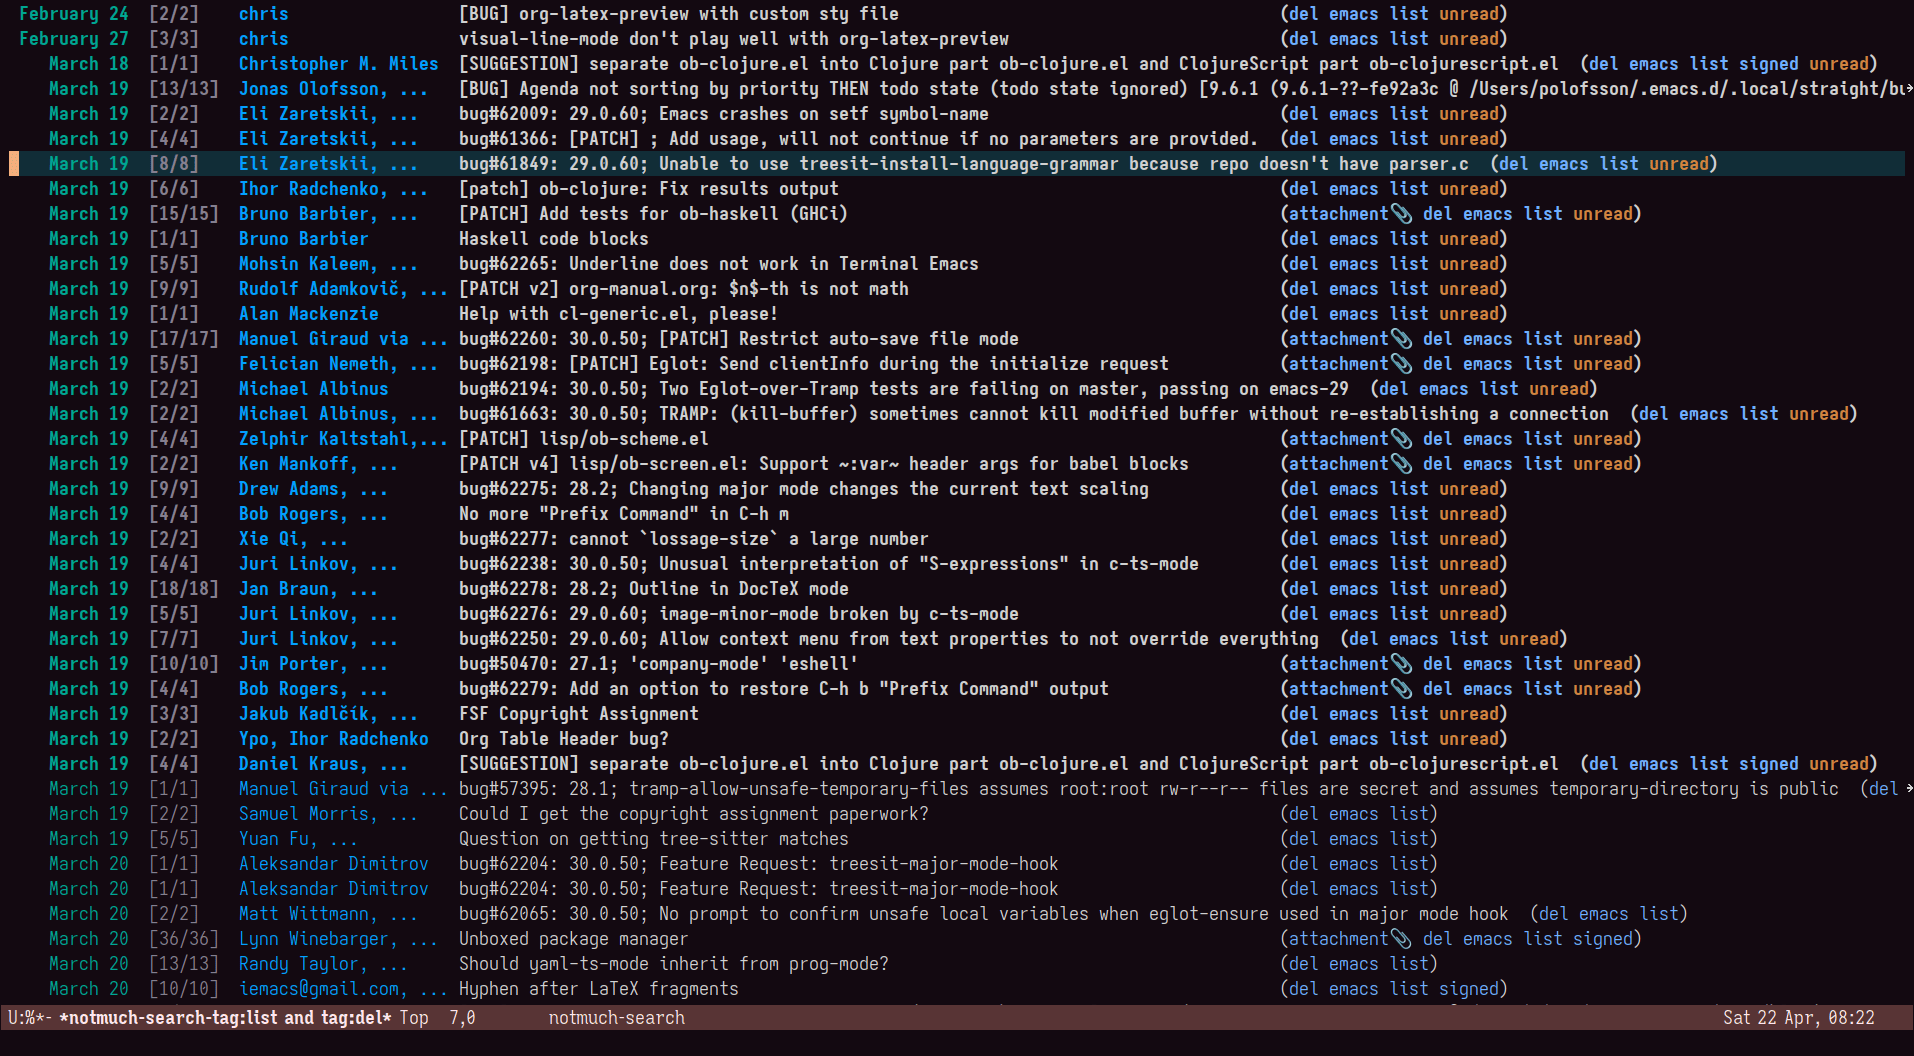 February 24 [2/2] chris [BUG] org-latex-preview with custom sty file (del emacs list unread)
February 27 [3/3] chris visual-line-mode don't play well with org-latex-preview (del emacs list unread)
March 18 [1/1] Christopher M. Miles [SUGGESTION] separate ob-clojure.el into Clojure part ob-clojure.el and ClojureScript part ob-clojurescript.el (del emacs list signed unread)
March 19 [13/13] Jonas Olofsson, ... [BUG] Agenda not sorting by priority THEN todo state (todo state ignored) [9.6.1 (9.6.1-??-fe92a3c @ /Users/polofsson/.emacs.d/.local/straight/bu
March 19 [2/2] Eli Zaretskii, ... bug#62009: 29.0.60; Emacs crashes on setf symbol-name (del emacs list unread)
March 19 [4/4] Eli Zaretskii, ... bug#61366: [PATCH] ; Add usage, will not continue if no parameters are provided. (del emacs list unread)
March 19 [8/8] Eli Zaretskii, ... bug#61849: 29.0.60; Unable to use treesit-install-language-grammar because repo doesn't have parser.c (del emacs list unread)
March 19 [6/6] Ihor Radchenko, ... [patch] ob-clojure: Fix results output (del emacs list unread)
March 19 [15/15] Bruno Barbier, ... [PATCH] Add tests for ob-haskell (GHCi) (attachment📎 del emacs list unread)
March 19 [1/1] Bruno Barbier Haskell code blocks (del emacs list unread)
March 19 [5/5] Mohsin Kaleem, ... bug#62265: Underline does not work in Terminal Emacs (del emacs list unread)
March 19 [9/9] Rudolf Adamkovič, ... [PATCH v2] org-manual.org: $n$-th is not math (del emacs list unread)
March 19 [1/1] Alan Mackenzie Help with cl-generic.el, please! (del emacs list unread)
March 19 [17/17] Manuel Giraud via ... bug#62260: 30.0.50; [PATCH] Restrict auto-save file mode (attachment📎 del emacs list unread)
March 19 [5/5] Felician Nemeth, ... bug#62198: [PATCH] Eglot: Send clientInfo during the initialize request (attachment📎 del emacs list unread)
March 19 [2/2] Michael Albinus bug#62194: 30.0.50; Two Eglot-over-Tramp tests are failing on master, passing on emacs-29 (del emacs list unread)
March 19 [2/2] Michael Albinus, ... bug#61663: 30.0.50; TRAMP: (kill-buffer) sometimes cannot kill modified buffer without re-establishing a connection (del emacs list unread)
March 19 [4/4] Zelphir Kaltstahl,... [PATCH] lisp/ob-scheme.el (attachment📎 del emacs list unread)
March 19 [2/2] Ken Mankoff, ... [PATCH v4] lisp/ob-screen.el: Support ~:var~ header args for babel blocks (attachment📎 del emacs list unread)
March 19 [9/9] Drew Adams, ... bug#62275: 28.2; Changing major mode changes the current text scaling (del emacs list unread)
March 19 [4/4] Bob Rogers, ... No more "Prefix Command" in C-h m (del emacs list unread)
March 19 [2/2] Xie Qi, ... bug#62277: cannot `lossage-size` a large number (del emacs list unread)
March 19 [4/4] Juri Linkov, ... bug#62238: 30.0.50; Unusual interpretation of "S-expressions" in c-ts-mode (del emacs list unread)
March 19 [18/18] Jan Braun, ... bug#62278: 28.2; Outline in DocTeX mode (del emacs list unread)
March 19 [5/5] Juri Linkov, ... bug#62276: 29.0.60; image-minor-mode broken by c-ts-mode (del emacs list unread)
March 19 [7/7] Juri Linkov, ... bug#62250: 29.0.60; Allow context menu from text properties to not override everything (del emacs list unread)
March 19 [10/10] Jim Porter, ... bug#50470: 27.1; 'company-mode' 'eshell' (attachment📎 del emacs list unread)
March 19 [4/4] Bob Rogers, ... bug#62279: Add an option to restore C-h b "Prefix Command" output (attachment📎 del emacs list unread)
March 19 [3/3] Jakub Kadlčík, ... FSF Copyright Assignment (del emacs list unread)
March 19 [2/2] Ypo, Ihor Radchenko Org Table Header bug? (del emacs list unread)
March 19 [4/4] Daniel Kraus, ... [SUGGESTION] separate ob-clojure.el into Clojure part ob-clojure.el and ClojureScript part ob-clojurescript.el (del emacs list signed unread)
March 19 [1/1] Manuel Giraud via ... bug#57395: 28.1; tramp-allow-unsafe-temporary-files assumes root:root rw-r--r-- files are secret and assumes temporary-directory is public (del
March 19 [2/2] Samuel Morris, ... Could I get the copyright assignment paperwork? (del emacs list)
March 19 [5/5] Yuan Fu, ... Question on getting tree-sitter matches (del emacs list)
March 20 [1/1] Aleksandar Dimitrov bug#62204: 30.0.50; Feature Request: treesit-major-mode-hook (del emacs list)
March 20 [1/1] Aleksandar Dimitrov bug#62204: 30.0.50; Feature Request: treesit-major-mode-hook (del emacs list)
March 20 [2/2] Matt Wittmann, ... bug#62065: 30.0.50; No prompt to confirm unsafe local variables when eglot-ensure used in major mode hook (del emacs list)
March 20 [36/36] Lynn Winebarger, ... Unboxed package manager (attachment📎 del emacs list signed)
March 20 [13/13] Randy Taylor, ... Should yaml-ts-mode inherit from prog-mode? (del emacs list)
March 20 [10/10] iemacs@gmail.com, ... Hyphen after LaTeX fragments (del emacs list signed)
U:%*- *notmuch-search-tag:list and tag:del* Top 7,0 notmuch-search Sat 22 Apr, 08:22